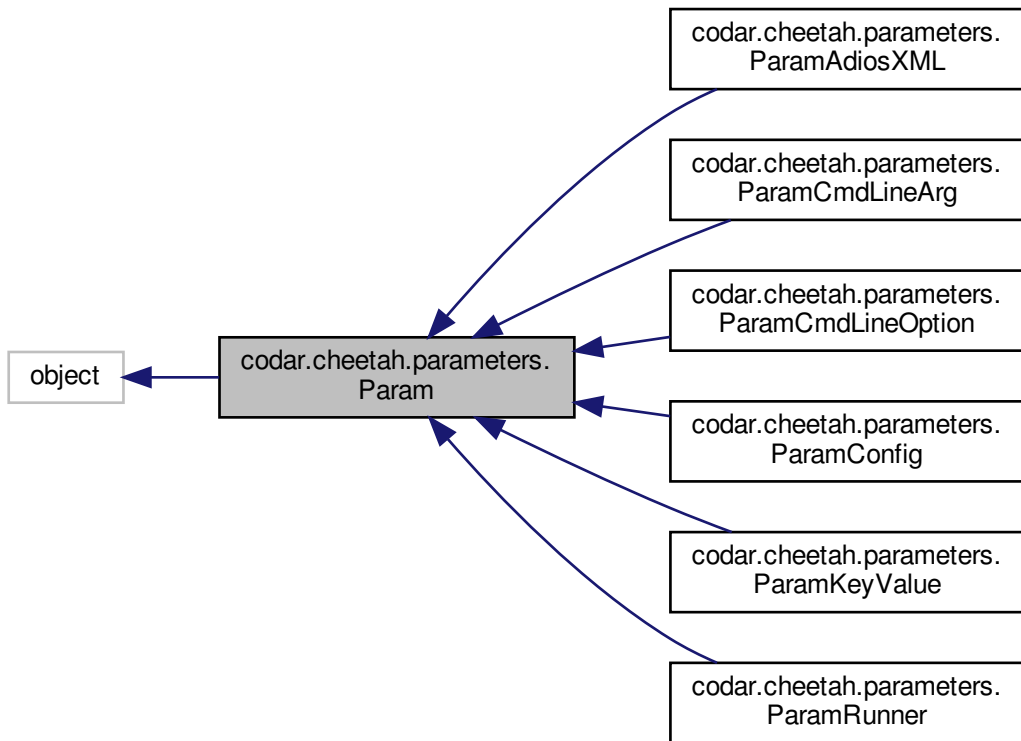 object
codar.cheetah.parameters.
Param
codar.cheetah.parameters.
ParamAdiosXML
codar.cheetah.parameters.
ParamCmdLineArg
codar.cheetah.parameters.
ParamCmdLineOption
codar.cheetah.parameters.
ParamConfig
codar.cheetah.parameters.
ParamKeyValue
codar.cheetah.parameters.
ParamRunner